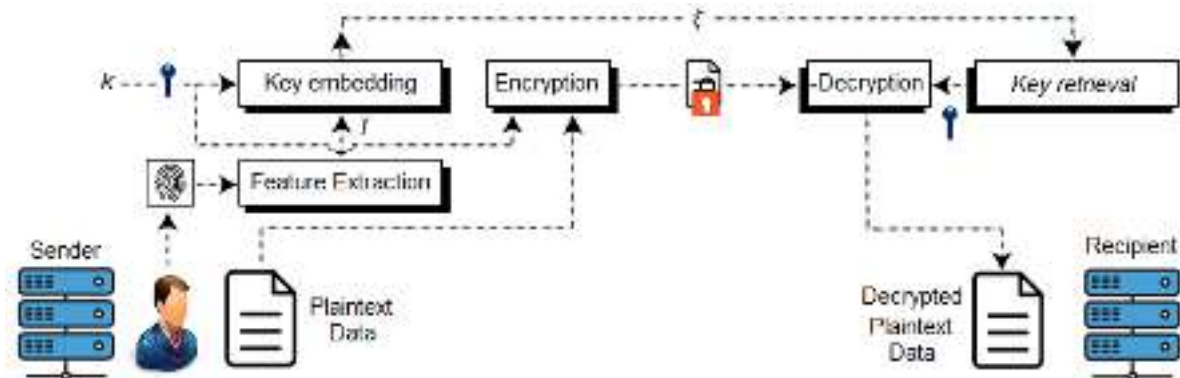 ξ
k
Key embedding
Encryption
Decryption
Key retrieval
f
Feature Extraction
Sender
Recipient
Plaintext
Data
Decrypted
Plaintext
Data